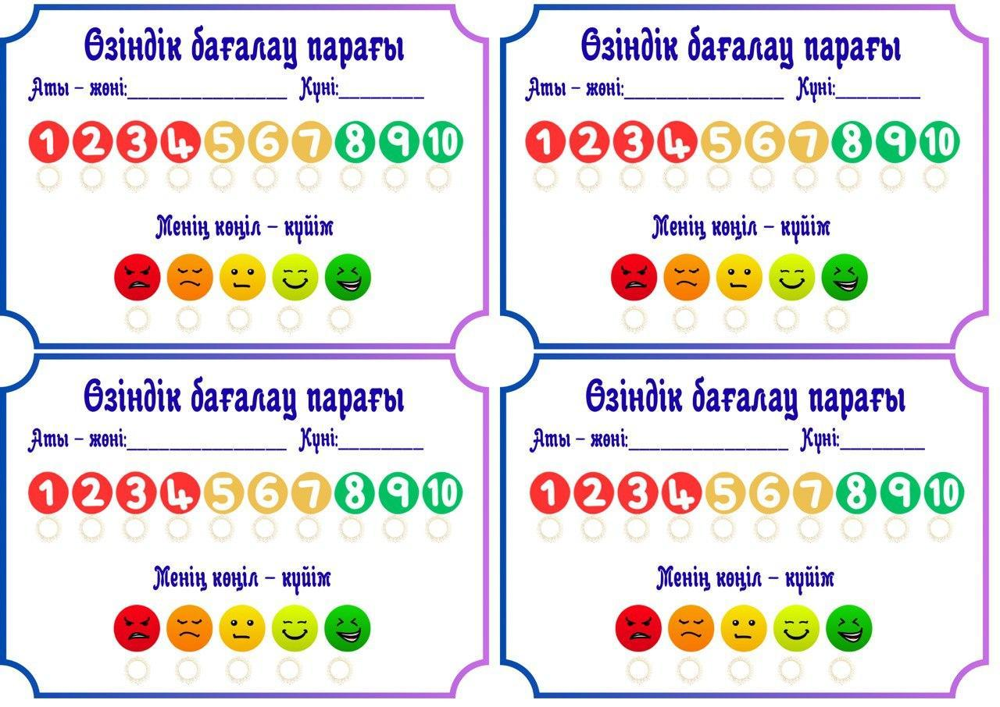 Өзіндік бағалау парағы
Аты – жөні:_______________ Күні:________
1 2 3 4 5 6 7 8 9 10
Менің көңіл – күйім
Өзіндік бағалау парағы
Аты – жөні:_______________ Күні:________
1 2 3 4 5 6 7 8 9 10
Менің көңіл – күйім
Өзіндік бағалау парағы
Аты – жөні:_______________ Күні:________
1 2 3 4 5 6 7 8 9 10
Менің көңіл – күйім
Өзіндік бағалау парағы
Аты – жөні:_______________ Күні:________
1 2 3 4 5 6 7 8 9 10
Менің көңіл – күйім